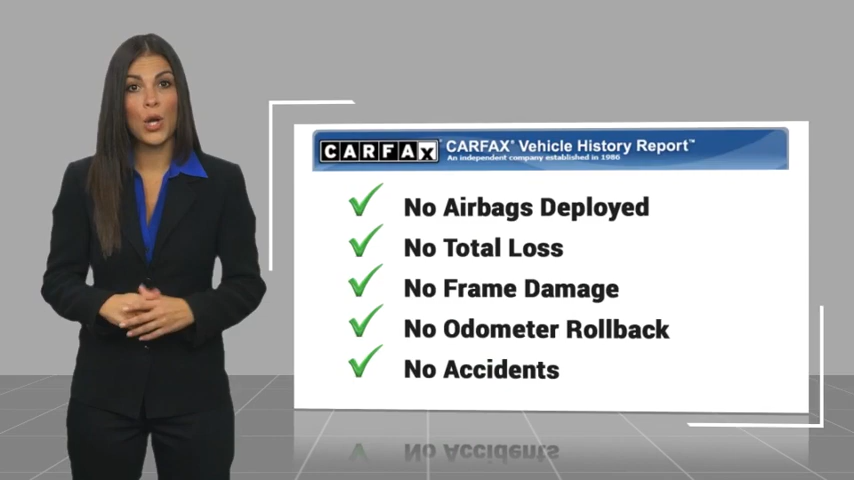 CARFAX CARFAX® Vehicle History Report™
An independent company established in 1986
No Airbags Deployed
No Total Loss
No Frame Damage
No Odometer Rollback
No Accidents
No Accidents